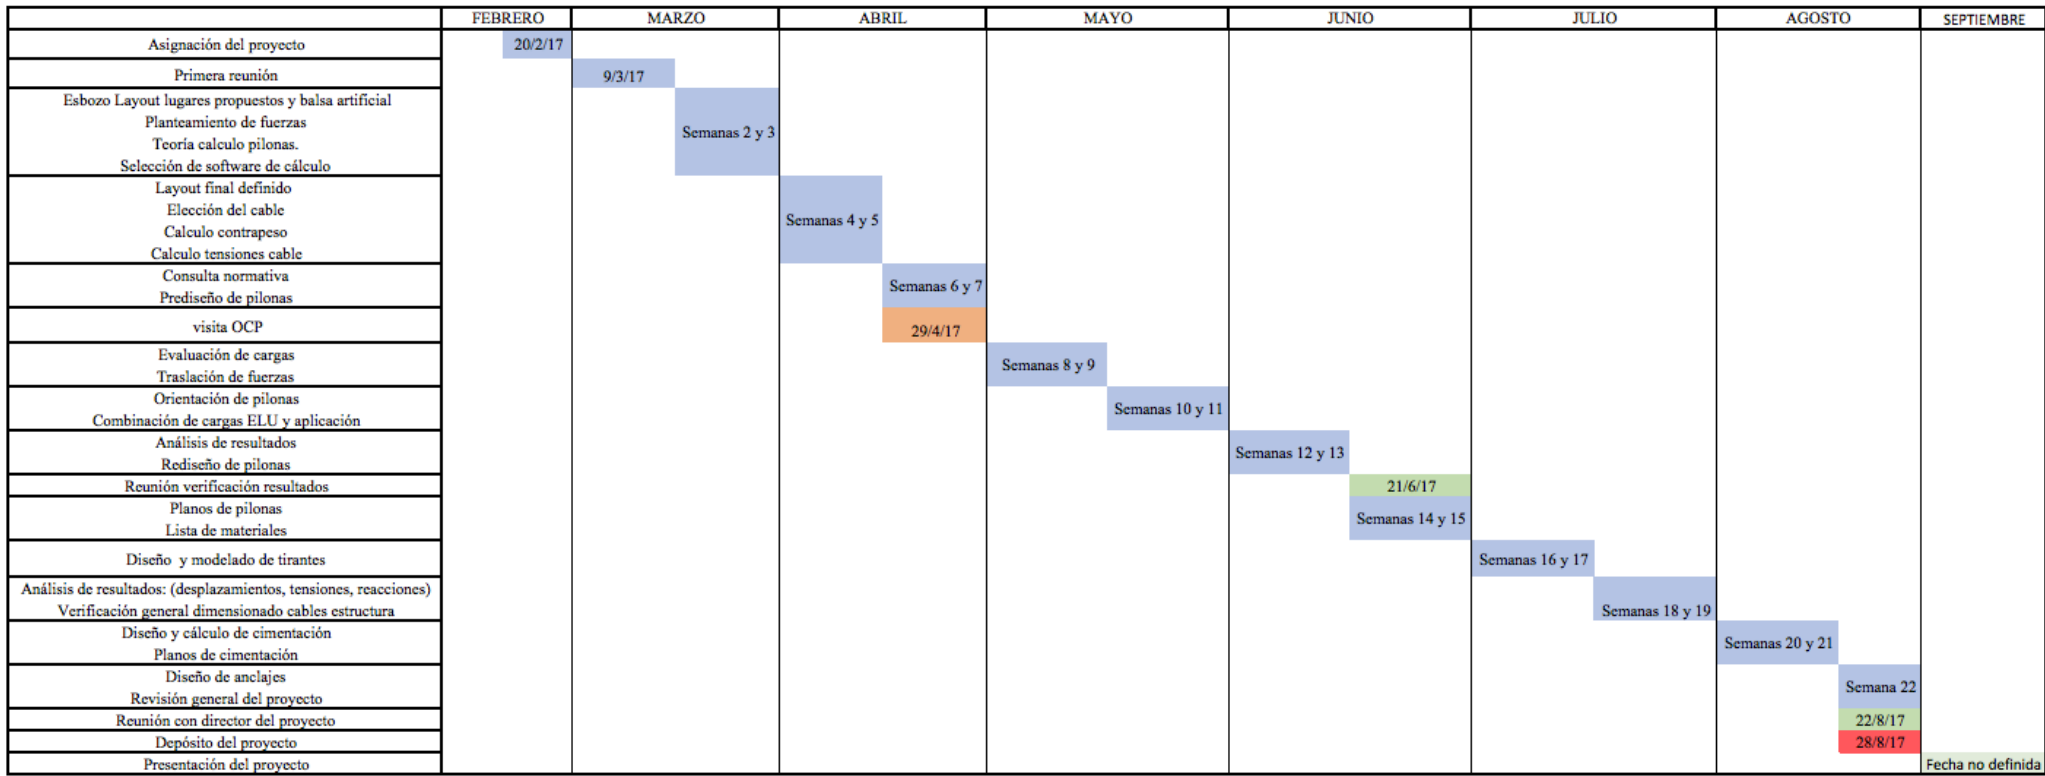 FEBRERO MARZO ABRIL MAYO JUNIO JULIO AGOSTO SEPTIEMBRE
Asignación del proyecto 20/2/17
Primera reunión 9/3/17
Esbozo Layout lugares propuestos y balsa artificial
Planteamiento de fuerzas
Semanas 2 y 3
Teoría calculo pilonas.
Selección de software de cálculo
Layout final definido
Elección del cable
Semanas 4 y 5
Calculo contrapeso
Calculo tensiones cable
Consulta normativa
Semanas 6 y 7
Prediseño de pilonas
visita OCP 29/4/17
Evaluación de cargas
Semanas 8 y 9
Traslación de fuerzas
Orientación de pilonas
Semanas 10 y 11
Combinación de cargas ELU y aplicación
Análisis de resultados
Semanas 12 y 13
Rediseño de pilonas
Reunión verificación resultados 21/6/17
Planos de pilonas
Semanas 14 y 15
Lista de materiales
Diseño y modelado de tirantes Semanas 16 y 17
Análisis de resultados: (desplazamientos, tensiones, reacciones)
Verificación general dimensionado cables estructura Semanas 18 y 19
Diseño y cálculo de cimentación
Semanas 20 y 21
Planos de cimentación
Diseño de anclajes
Semana 22
Revisión general del proyecto
Reunión con director del proyecto 22/8/17
Depósito del proyecto 28/8/17
Presentación del proyecto Fecha no definida